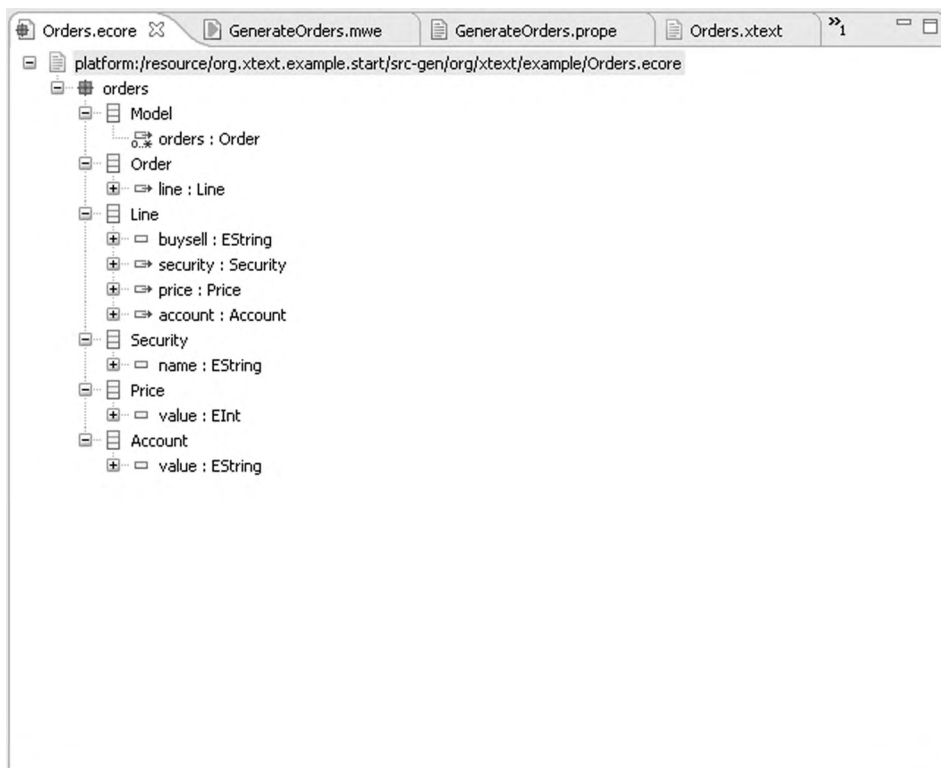 Orders.ecore GenerateOrders.mwe GenerateOrders.prope Orders.xtext »1
platform:/resource/org.xtext.example.start/src-gen/org/xtext/example/Orders.ecore
orders
Model
0..* orders : Order
Order
line : Line
Line
buysell : EString
security : Security
price : Price
account : Account
Security
name : EString
Price
value : EInt
Account
value : EString